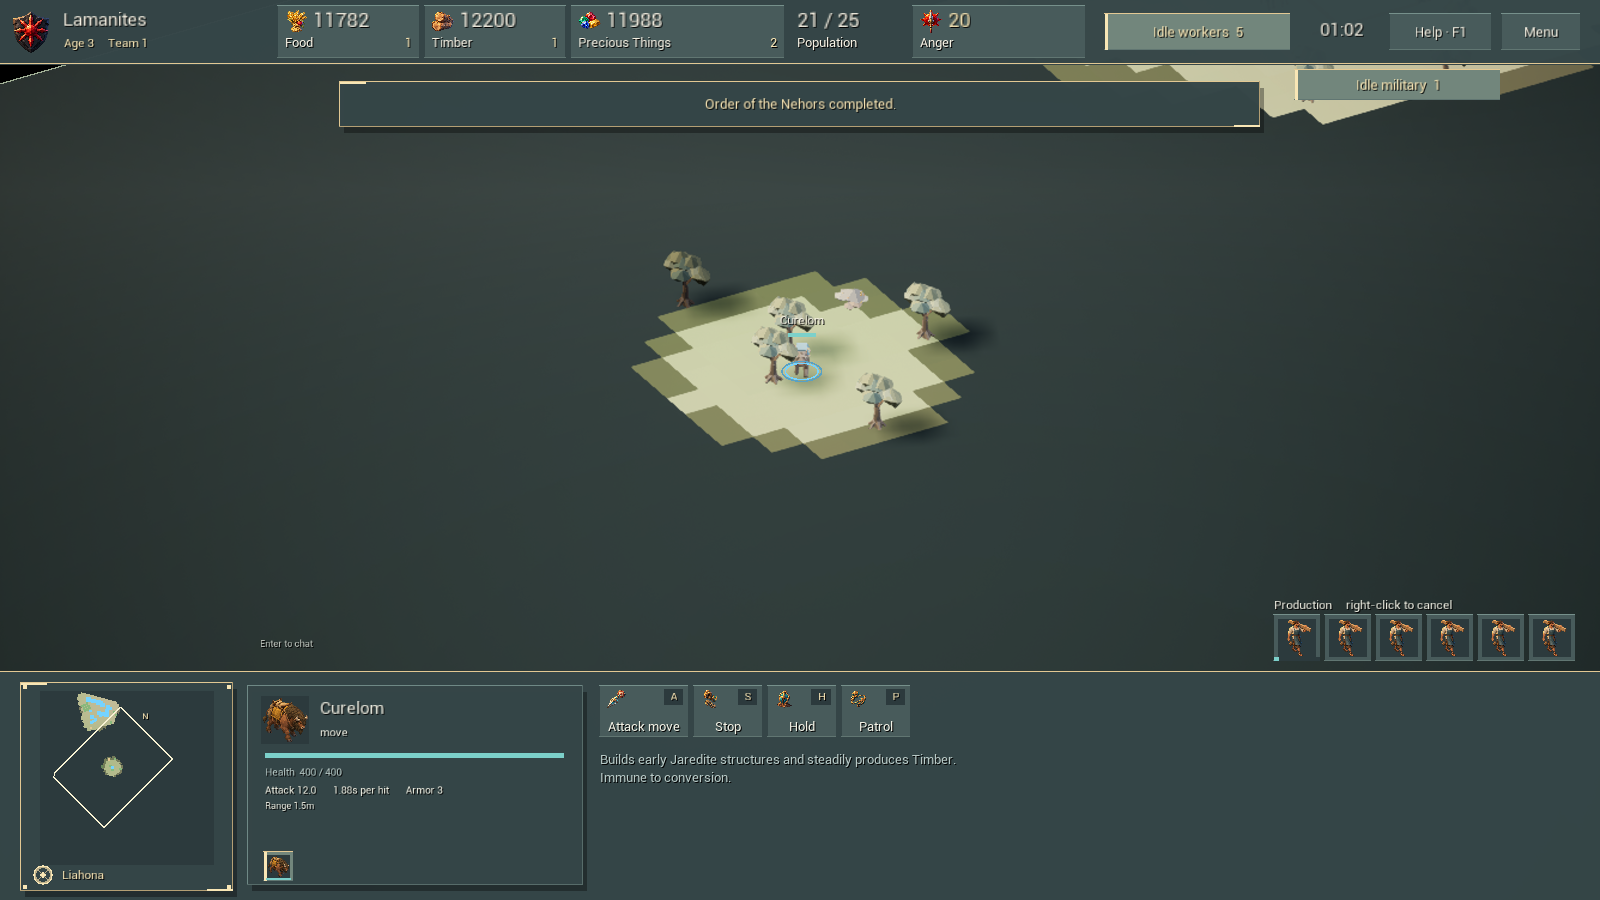 Lamanites
Age 3 Team 1
11782
Food 1
12200
Timber 1
11988
Precious Things 2
21 / 25
Population
20
Anger
Idle workers 5
01:02
Help · F1
Menu
Idle military 1
Order of the Nehors completed.
Curelom
Production right-click to cancel
Enter to chat
N
Liahona
Curelom
move
Health 400 / 400
Attack 12.0 1.88s per hit Armor 3
Range 1.5m
A
Attack move
S
Stop
H
Hold
P
Patrol
Builds early Jaredite structures and steadily produces Timber.
Immune to conversion.